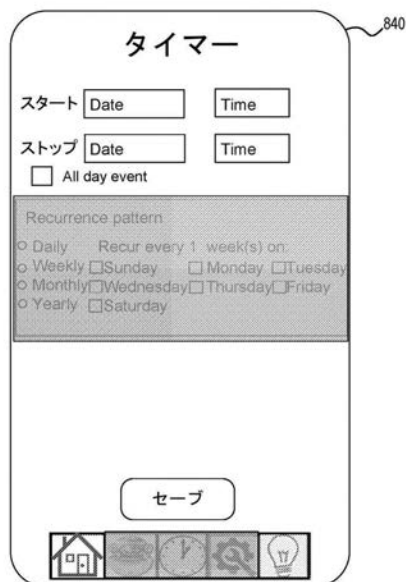 840
タイマー
スタート Date Time
ストップ Date Time
All day event
Recurrence pattern
Daily Recur every 1 week(s) on:
Weekly Sunday Monday Tuesday
Monthly Wednesday Thursday Friday
Yearly Saturday
セーブ